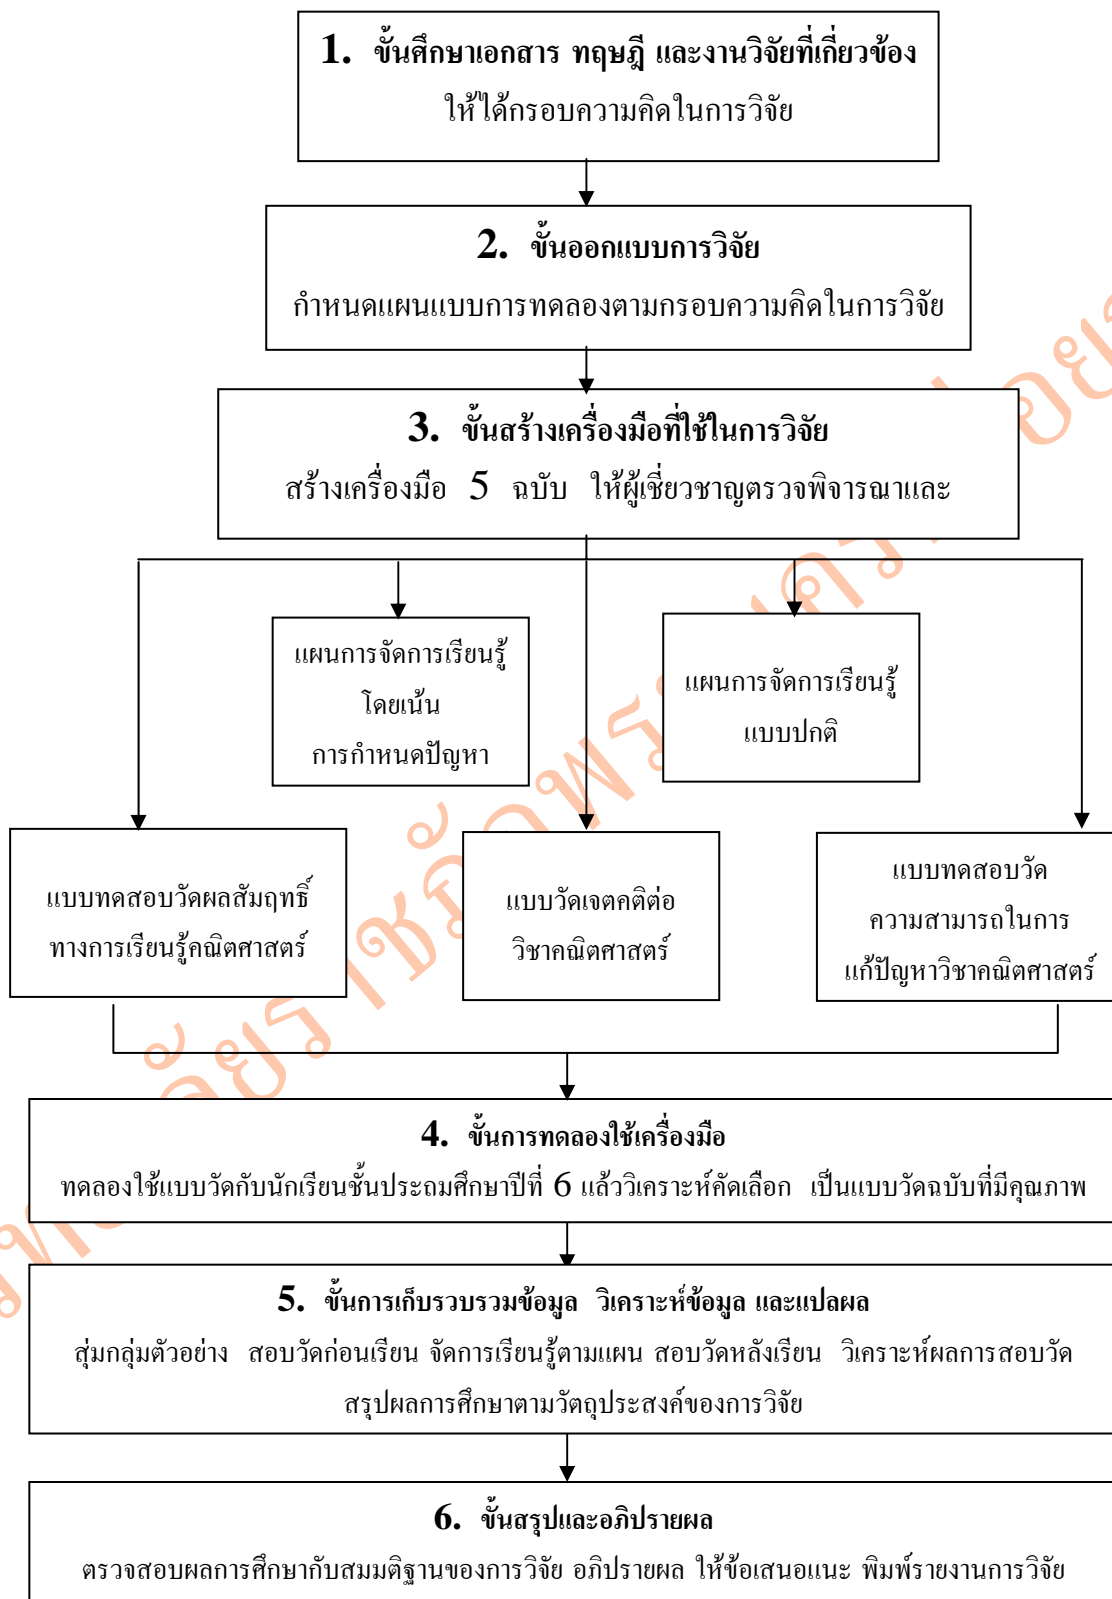 1. ขั้นศึกษาเอกสาร ทฤษฎี และงานวิจัยที่เกี่ยวข้อง
ให้ได้กรอบความคิดในการวิจัย
2. ขั้นออกแบบการวิจัย
กำหนดแผนแบบการทดลองตามกรอบความคิดในการวิจัย
3. ขั้นสร้างเครื่องมือที่ใช้ในการวิจัย
สร้างเครื่องมือ 5 ฉบับ ให้ผู้เชี่ยวชาญตรวจพิจารณาและ
แผนการจัดการเรียนรู้
โดยเน้น
การกำหนดปัญหา
แผนการจัดการเรียนรู้
แบบปกติ
แบบทดสอบวัดผลสัมฤทธิ์
ทางการเรียนรู้คณิตศาสตร์
แบบวัดเจตคติต่อ
วิชาคณิตศาสตร์
แบบทดสอบวัด
ความสามารถในการ
แก้ปัญหาวิชาคณิตศาสตร์
4. ขั้นการทดลองใช้เครื่องมือ
ทดลองใช้แบบวัดกับนักเรียนชั้นประถมศึกษาปีที่ 6 แล้ววิเคราะห์คัดเลือก เป็นแบบวัดฉบับที่มีคุณภาพ
5. ขั้นการเก็บรวบรวมข้อมูล วิเคราะห์ข้อมูล และแปลผล
สุ่มกลุ่มตัวอย่าง สอบวัดก่อนเรียน จัดการเรียนรู้ตามแผน สอบวัดหลังเรียน วิเคราะห์ผลการสอบวัด
สรุปผลการศึกษาตามวัตถุประสงค์ของการวิจัย
6. ขั้นสรุปและอภิปรายผล
ตรวจสอบผลการศึกษากับสมมติฐานของการวิจัย อภิปรายผล ให้ข้อเสนอแนะ พิมพ์รายงานการวิจัย